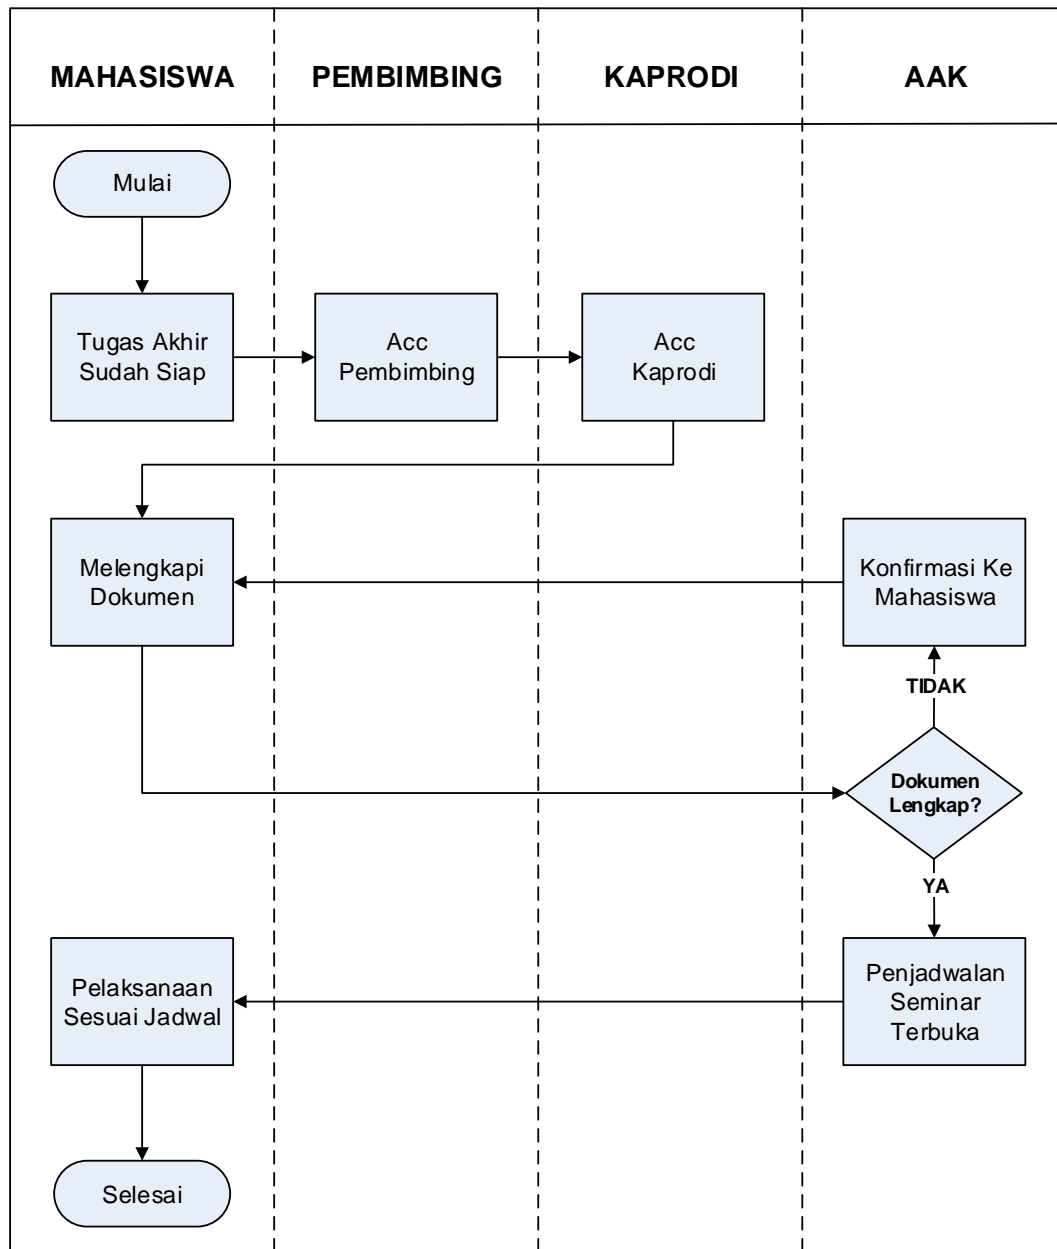 MAHASISWA
PEMBIMBING
KAPRODI
AAK
Mulai
Tugas Akhir
Sudah Siap
Acc
Pembimbing
Acc
Kaprodi
Melengkapi
Dokumen
Konfirmasi Ke
Mahasiswa
TIDAK
Dokumen
Lengkap?
YA
Pelaksanaan
Sesuai Jadwal
Penjadwalan
Seminar
Terbuka
Selesai